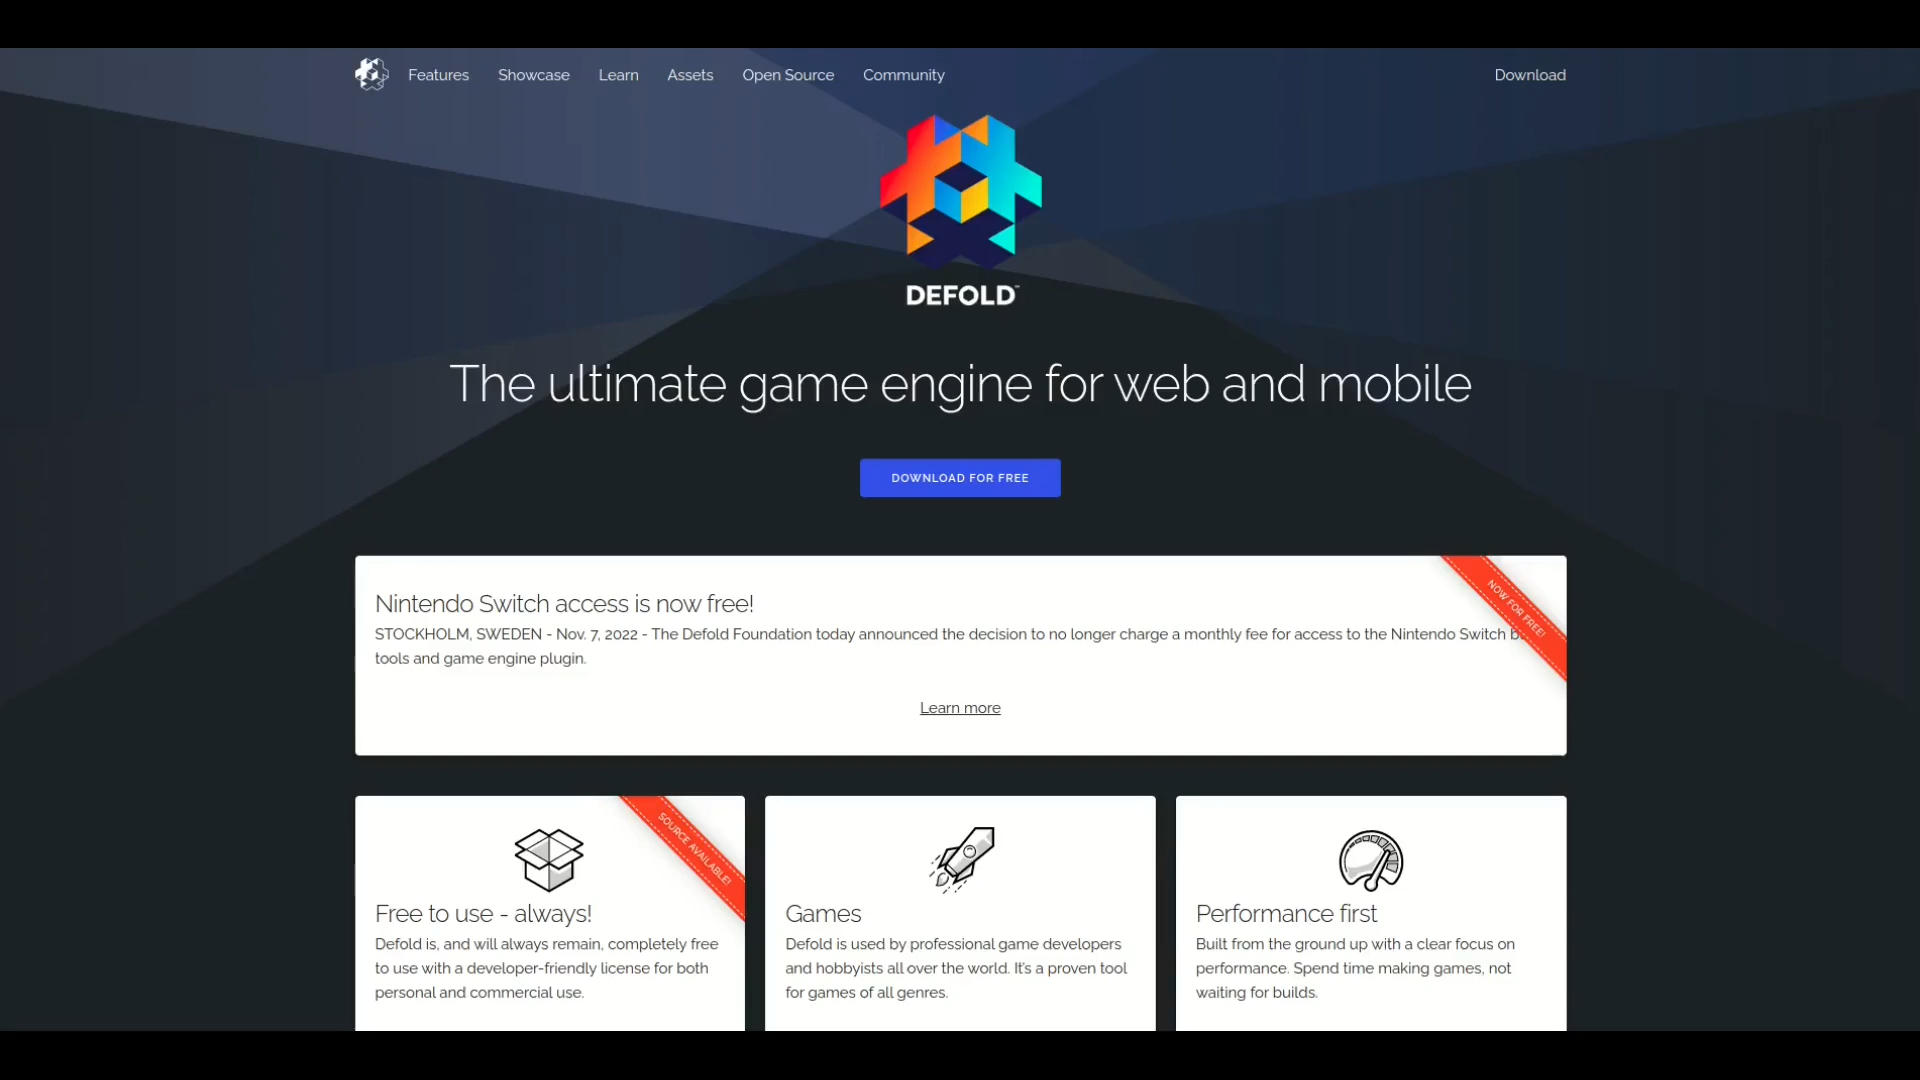 Features Showcase Learn Assets Open Source Community Download
DEFOLD™
The ultimate game engine for web and mobile
DOWNLOAD FOR FREE
NOW FOR FREE!
Nintendo Switch access is now free!
STOCKHOLM, SWEDEN - Nov. 7, 2022 - The Defold Foundation today announced the decision to no longer charge a monthly fee for access to the Nintendo Switch
tools and game engine plugin.
Learn more
SOURCE AVAILABLE!
Free to use - always!
Defold is, and will always remain, completely free
to use with a developer-friendly license for both
personal and commercial use.
Games
Defold is used by professional game developers
and hobbyists all over the world. It's a proven tool
for games of all genres.
Performance first
Built from the ground up with a clear focus on
performance. Spend time making games, not
waiting for builds.